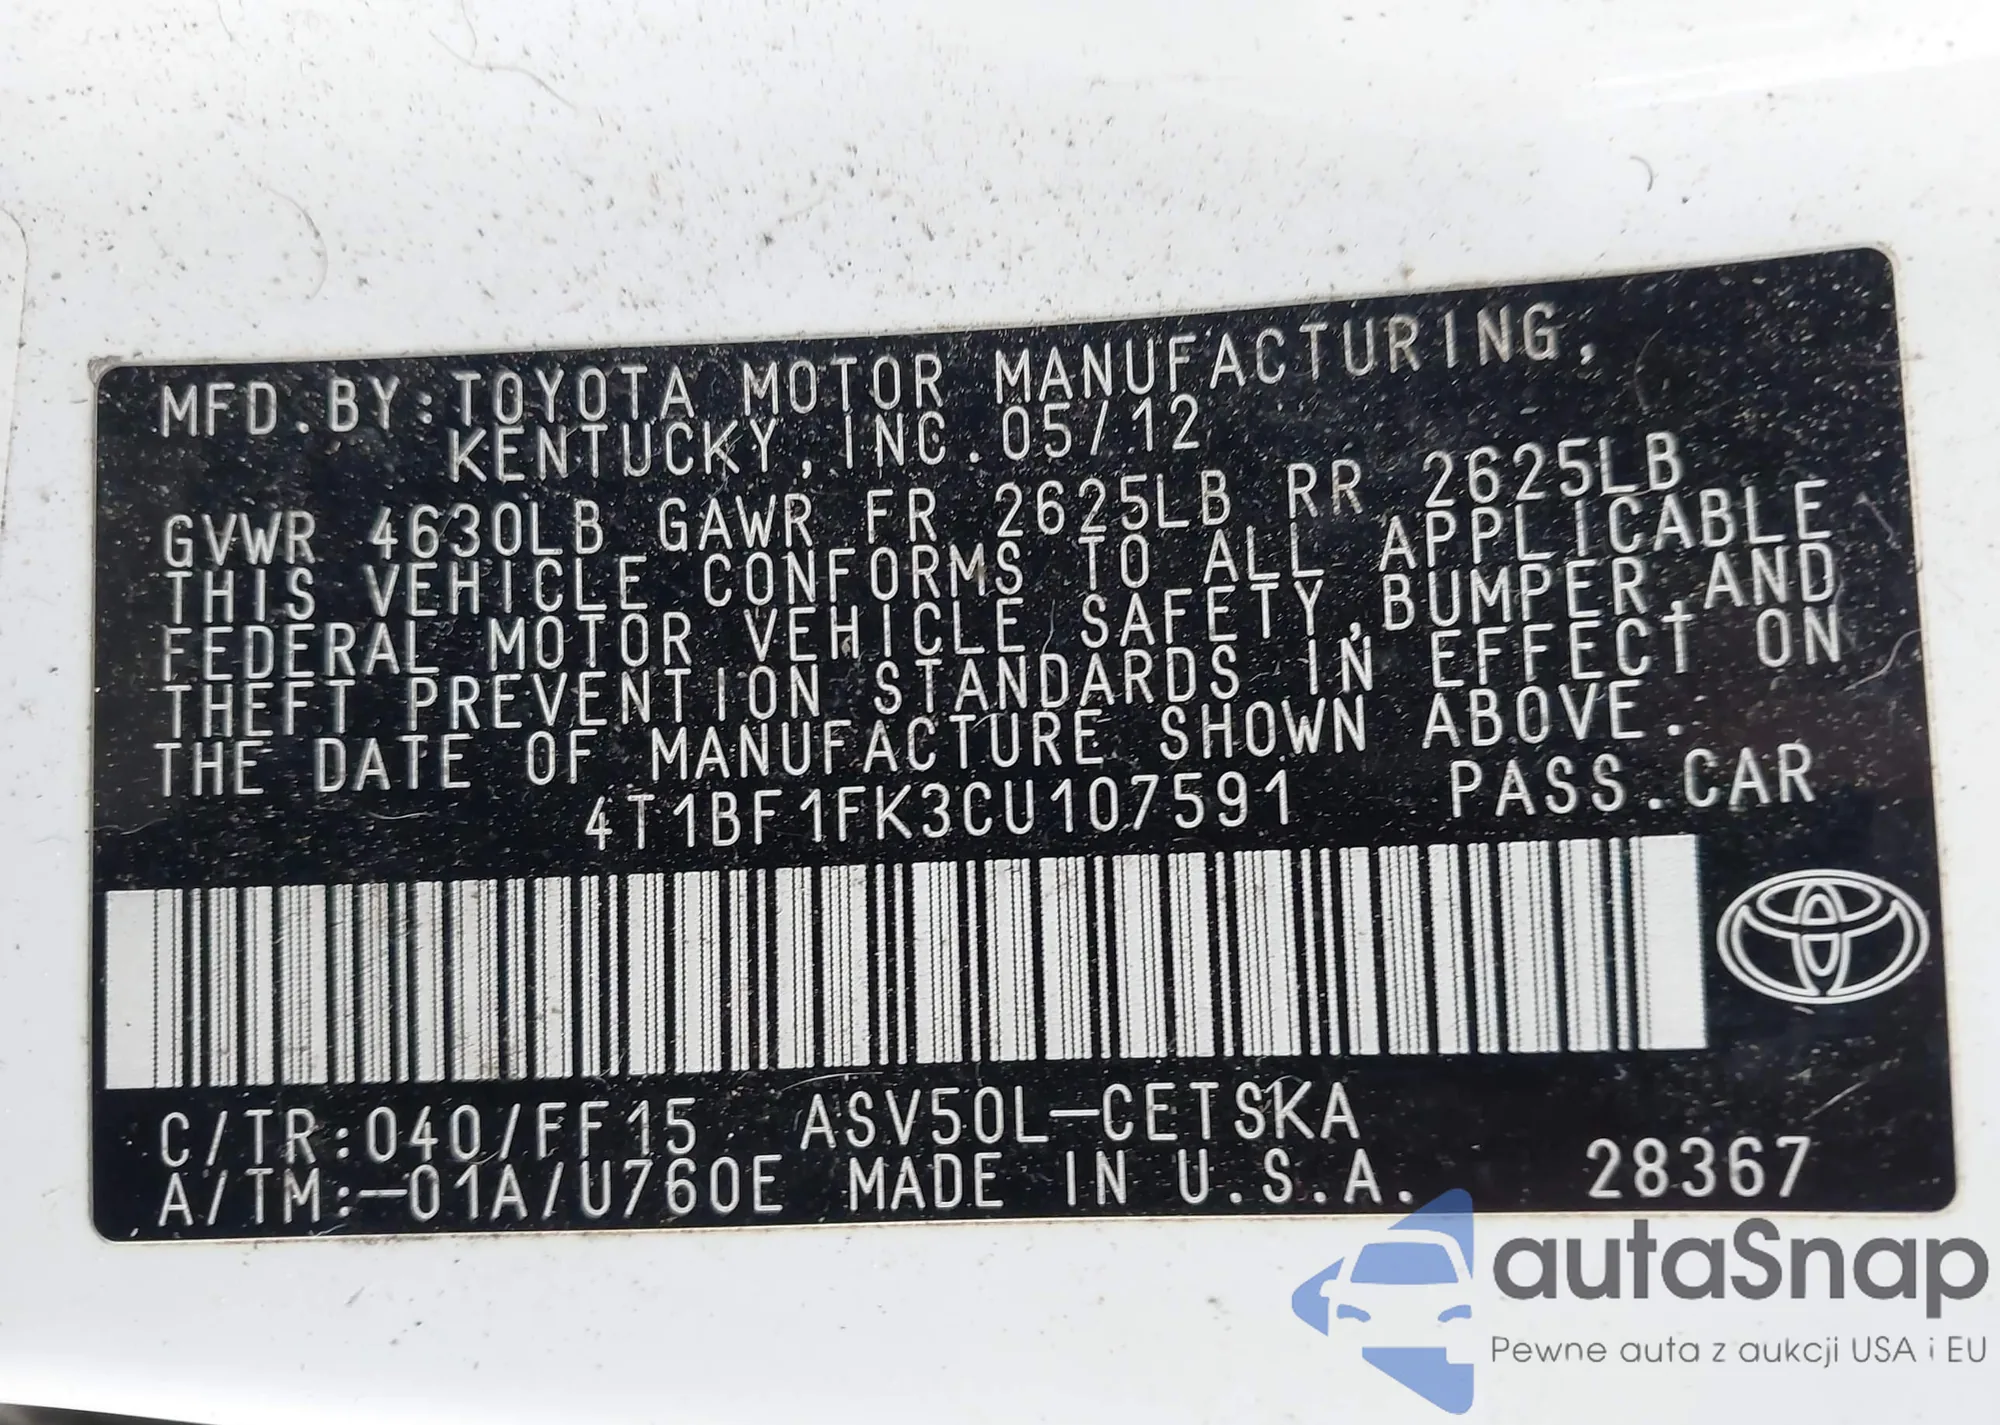 MFD.BY:TOYOTA MOTOR MANUFACTURING,
KENTUCKY, INC. 05/12
GVWR 4630LB GAWR FR 2625LB RR 2625LB
THIS VEHICLE CONFORMS TO ALL APPLICABLE
FEDERAL MOTOR VEHICLE SAFETY,BUMPER,AND
THEFT PREVENTION STANDARDS IN EFFECT ON
THE DATE OF MANUFACTURE SHOWN ABOVE.
4T1BF1FK3CU107591 PASS.CAR
C/TR:040/FF15 ASV50L-CETSKA
A/TM:-01A/U760E MADE IN U.S.A. 28367
autaSnap
Pewne auta z aukcji USA i EU